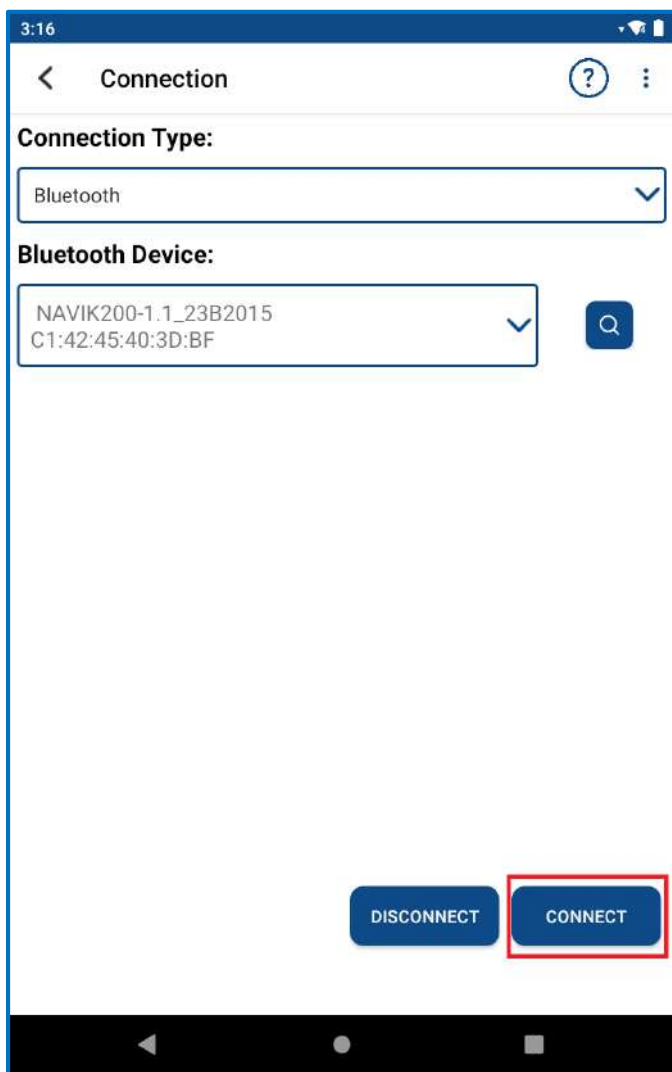 3:16
Connection
?
Connection Type:
Bluetooth
Bluetooth Device:
NAVIK200-1.1_23B2015
C1:42:45:40:3D:BF
DISCONNECT
CONNECT